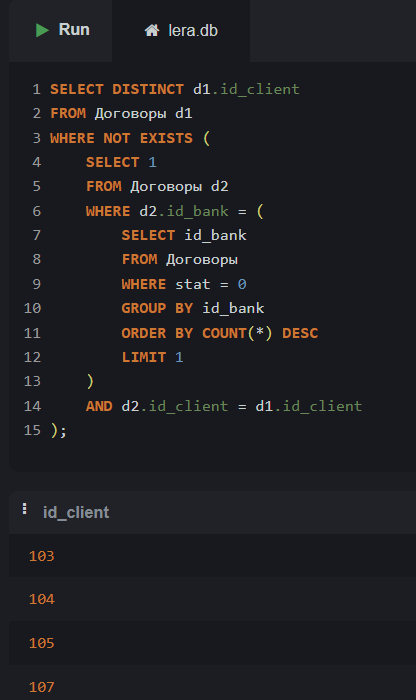 Run
lera.db
1 SELECT DISTINCT d1.id_client
2 FROM Договоры d1
3 WHERE NOT EXISTS (
4 SELECT 1
5 FROM Договоры d2
6 WHERE d2.id_bank = (
7 SELECT id_bank
8 FROM Договоры
9 WHERE stat = 0
10 GROUP BY id_bank
11 ORDER BY COUNT(*) DESC
12 LIMIT 1
13 )
14 AND d2.id_client = d1.id_client
15 );
id_client
103
104
105
107